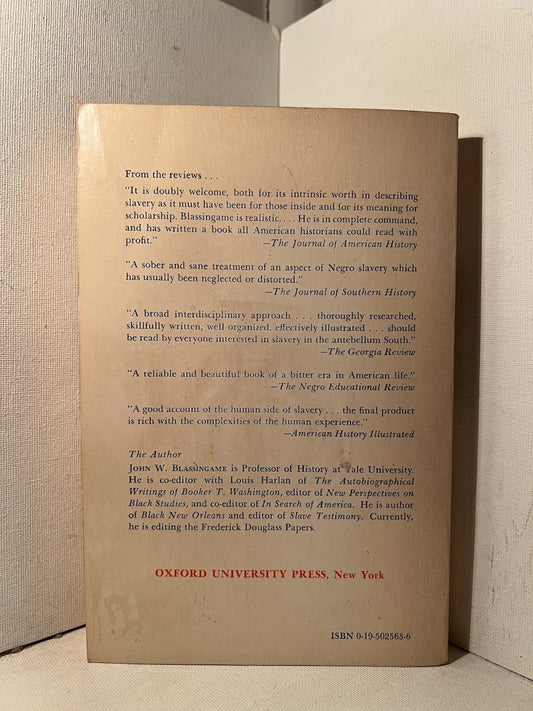 From the reviews . . .
"It is doubly welcome, both for its intrinsic worth in describing
slavery as it must have been for those inside and for its meaning for
scholarship. Blassingame is realistic. . . . He is in complete command,
and has written a book all American historians could read with
profit." —The Journal of American History
"A sober and sane treatment of an aspect of Negro slavery which
has usually been neglected or distorted."
—The Journal of Southern History
"A broad interdisciplinary approach . . . thoroughly researched,
skillfully written, well organized, effectively illustrated . . . should
be read by everyone interested in slavery in the antebellum South."
—The Georgia Review
"A reliable and beautiful book of a bitter era in American life."
—The Negro Educational Review
"A good account of the human side of slavery . . . the final product
is rich with the complexities of the human experience."
—American History Illustrated
The Author
JOHN W. BLASSINGAME is Professor of History at Yale University.
He is co-editor with Louis Harlan of The Autobiographical
Writings of Booker T. Washington, editor of New Perspectives on
Black Studies, and co-editor of In Search of America. He is author
of Black New Orleans and editor of Slave Testimony. Currently,
he is editing the Frederick Douglass Papers.
OXFORD UNIVERSITY PRESS, New York
ISBN 0-19-502563-6